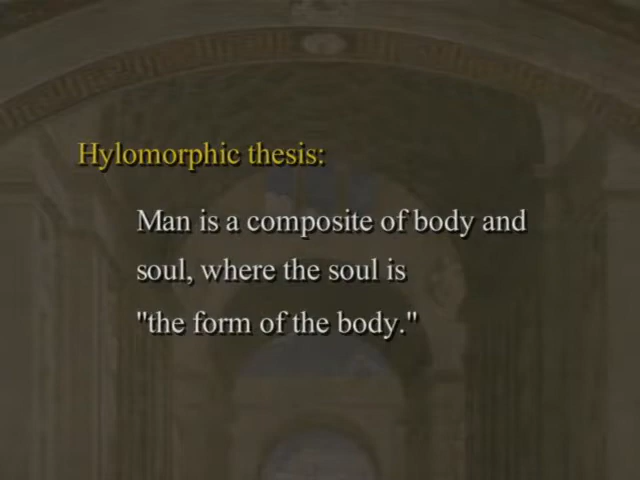 Hylomorphic thesis:
Man is a composite of body and
soul, where the soul is
"the form of the body."